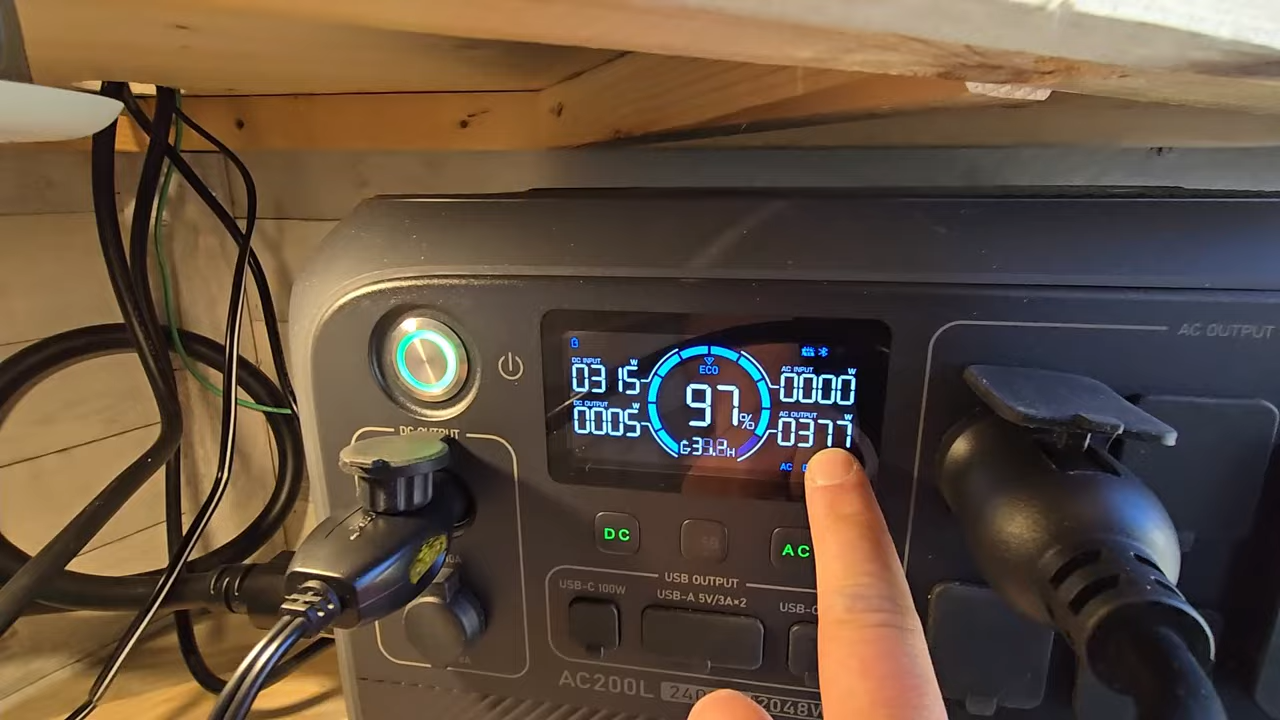 DC INPUT
W
0315
DC OUTPUT
W
0005
ECO
97%
AC INPUT
W
0000
AC OUTPUT
W
0377
AC
DC OUTPUT
AC OUTPUT
DC
AC
USB OUTPUT
USB-C 100W
USB-A 5V/3A×2
AC200L